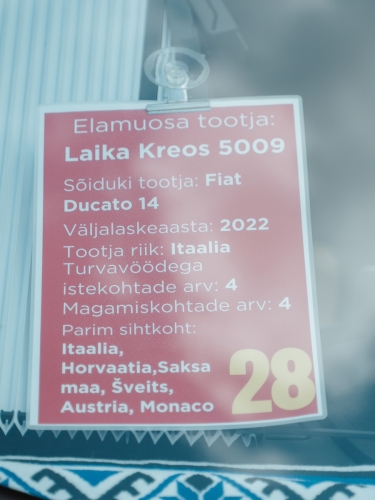 Elamuosa tootja:
Laika Kreos 5009
Sõiduki tootja: Fiat
Ducato 14
Väljalaskeaasta: 2022
Tootja riik: Itaalia
Turvavöödega
istekohtade arv: 4
Magamiskohtade arv: 4
Parim sihtkoht:
Itaalia,
Horvaatia,Saksa
maa, Šveits,
Austria, Monaco
28